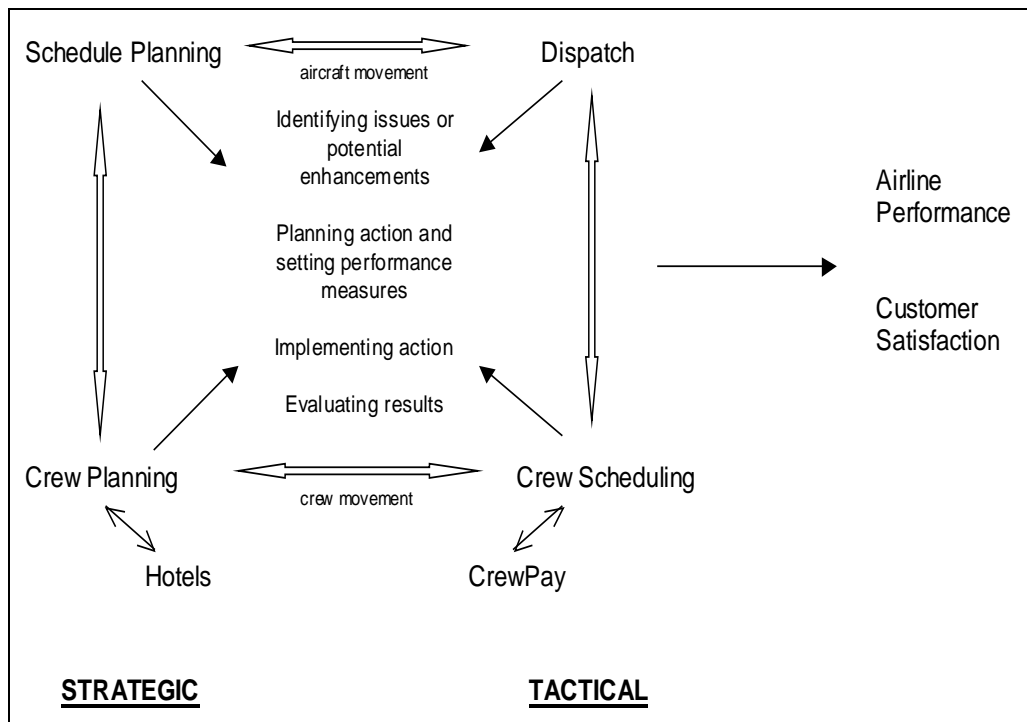 Schedule Planning
Dispatch
aircraft movement
Identifying issues or
potential
enhancements
Airline
Performance
Planning action and
setting performance
measures
Customer
Satisfaction
Implementing action
Evaluating results
Crew Planning
Crew Scheduling
crew movement
Hotels
CrewPay
STRATEGIC
TACTICAL